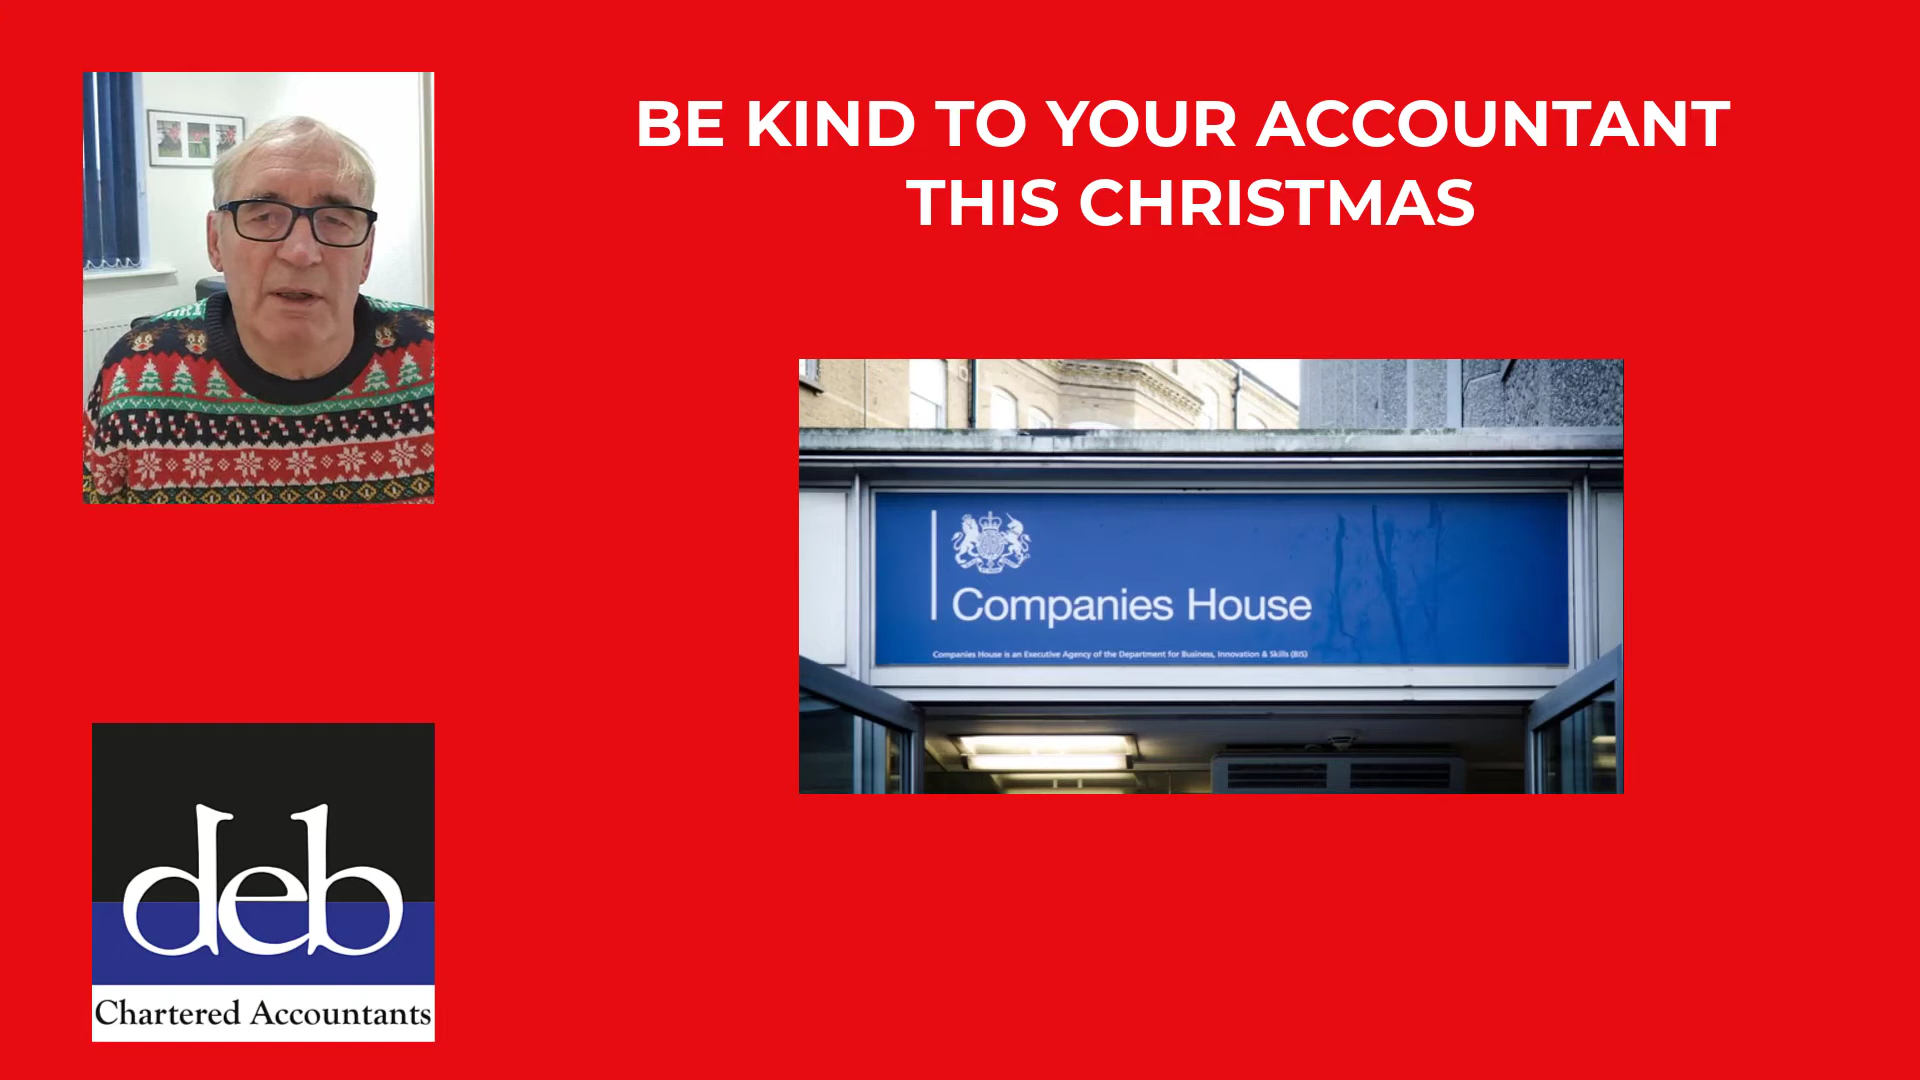 BE KIND TO YOUR ACCOUNTANT
THIS CHRISTMAS
Companies House
Companies House is an Executive Agency of the Department for Business, Innovation & Skills (BIS)
deb
Chartered Accountants